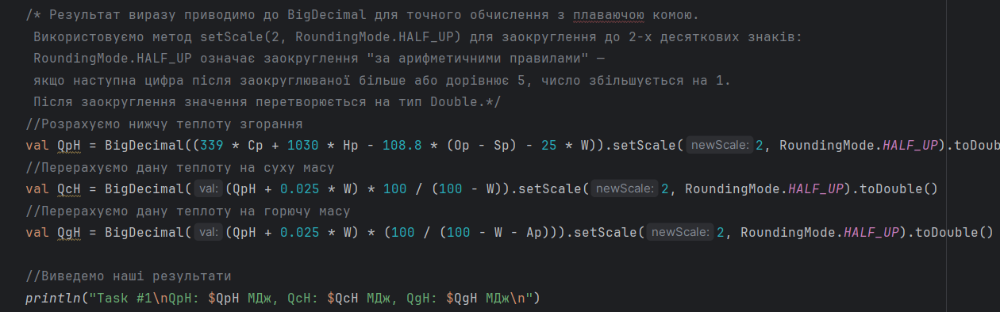 /* Результат виразу приводимо до BigDecimal для точного обчислення з плаваючою комою.
Використовуємо метод setScale(2, RoundingMode.HALF_UP) для заокруглення до 2-х десяткових знаків:
RoundingMode.HALF_UP означає заокруглення "за арифметичними правилами" —
якщо наступна цифра після заокруглюваної більше або дорівнює 5, число збільшується на 1.
Після заокруглення значення перетворюється на тип Double.*/
//Розрахуємо нижчу теплоту згорання
val QpH = BigDecimal((339 * Cp + 1030 * Hp - 108.8 * (Op - Sp) - 25 * W)).setScale( newScale: 2, RoundingMode.HALF_UP).toDoub
//Перерахуємо дану теплоту на суху масу
val QcH = BigDecimal( val: (QpH + 0.025 * W) * 100 / (100 - W)).setScale( newScale: 2, RoundingMode.HALF_UP).toDouble()
//Перерахуємо дану теплоту на горючу масу
val QgH = BigDecimal( val: (QpH + 0.025 * W) * (100 / (100 - W - Ap))).setScale( newScale: 2, RoundingMode.HALF_UP).toDouble()
//Виведемо наші результати
println("Task #1\nQpH: $QpH МДж, QcH: $QcH МДж, QgH: $QgH МДж\n")